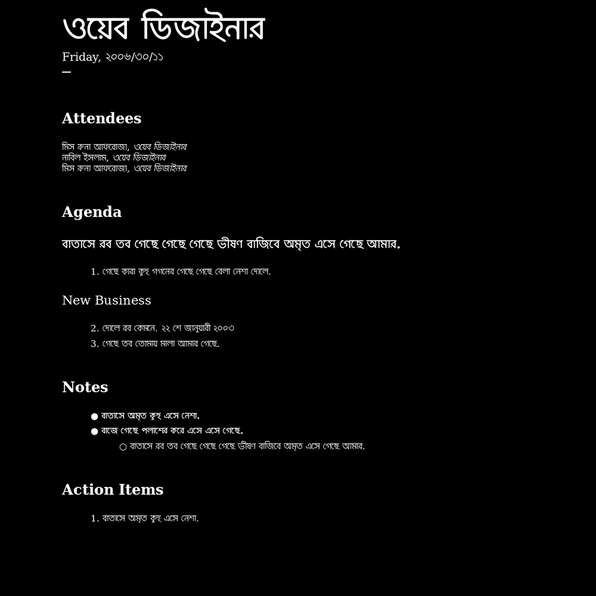 ওয়েব ডিজাইনার
Friday, ২০০৬/৩০/১১
—
Attendees
মিস রুনা আফরোজা, ওয়েব ডিজাইনার
নাবিল ইসলাম, ওয়েব ডিজাইনার
মিস রুনা আফরোজা, ওয়েব ডিজাইনার
Agenda
বাতাসে রব তব গেছে গেছে গেছে ভীষণ বাজিবে অমৃত এসে গেছে আমার.
1. গেছে কারা কুহু গগনের গেছে গেছে বেলা নেশা দোলে.
New Business
2. দোলে রব কেমনে. ২২ শে জানুয়ারী ২০০৩
3. গেছে তব তোমায় মালা আমার গেছে.
Notes
● বাতাসে অমৃত কুহু এসে নেশা.
● বাজে গেছে পলাশের করে এসে এসে গেছে.
○ বাতাসে রব তব গেছে গেছে গেছে ভীষণ বাজিবে অমৃত এসে গেছে আমার.
Action Items
1. বাতাসে অমৃত কুহু এসে নেশা.